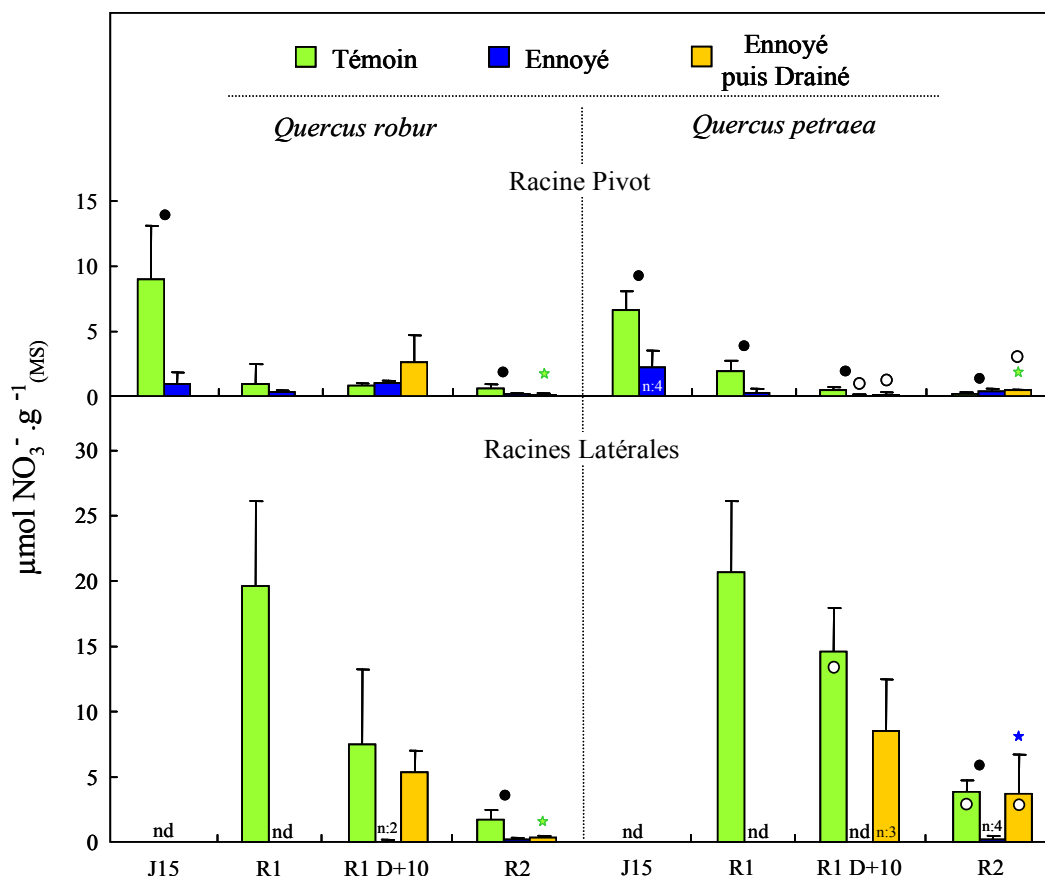 Témoin Ennoyé Ennoyé
puis Drainé
Quercus robur Quercus petraea
Racine Pivot
15
10
5
0
n:4
Racines Latérales
30
25
20
15
10
5
0
nd nd n:2 nd nd nd n:3 n:4
J15 R1 R1 D+10 R2 J15 R1 R1 D+10 R2
µmol NO₃⁻ .g⁻¹(MS)